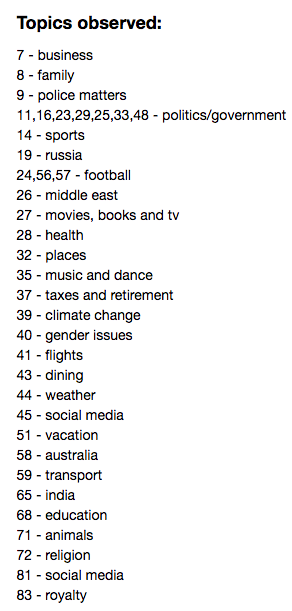 Topics observed:
7 - business
8 - family
9 - police matters
11,16,23,29,25,33,48 - politics/government
14 - sports
19 - russia
24,56,57 - football
26 - middle east
27 - movies, books and tv
28 - health
32 - places
35 - music and dance
37 - taxes and retirement
39 - climate change
40 - gender issues
41 - flights
43 - dining
44 - weather
45 - social media
51 - vacation
58 - australia
59 - transport
65 - india
68 - education
71 - animals
72 - religion
81 - social media
83 - royalty